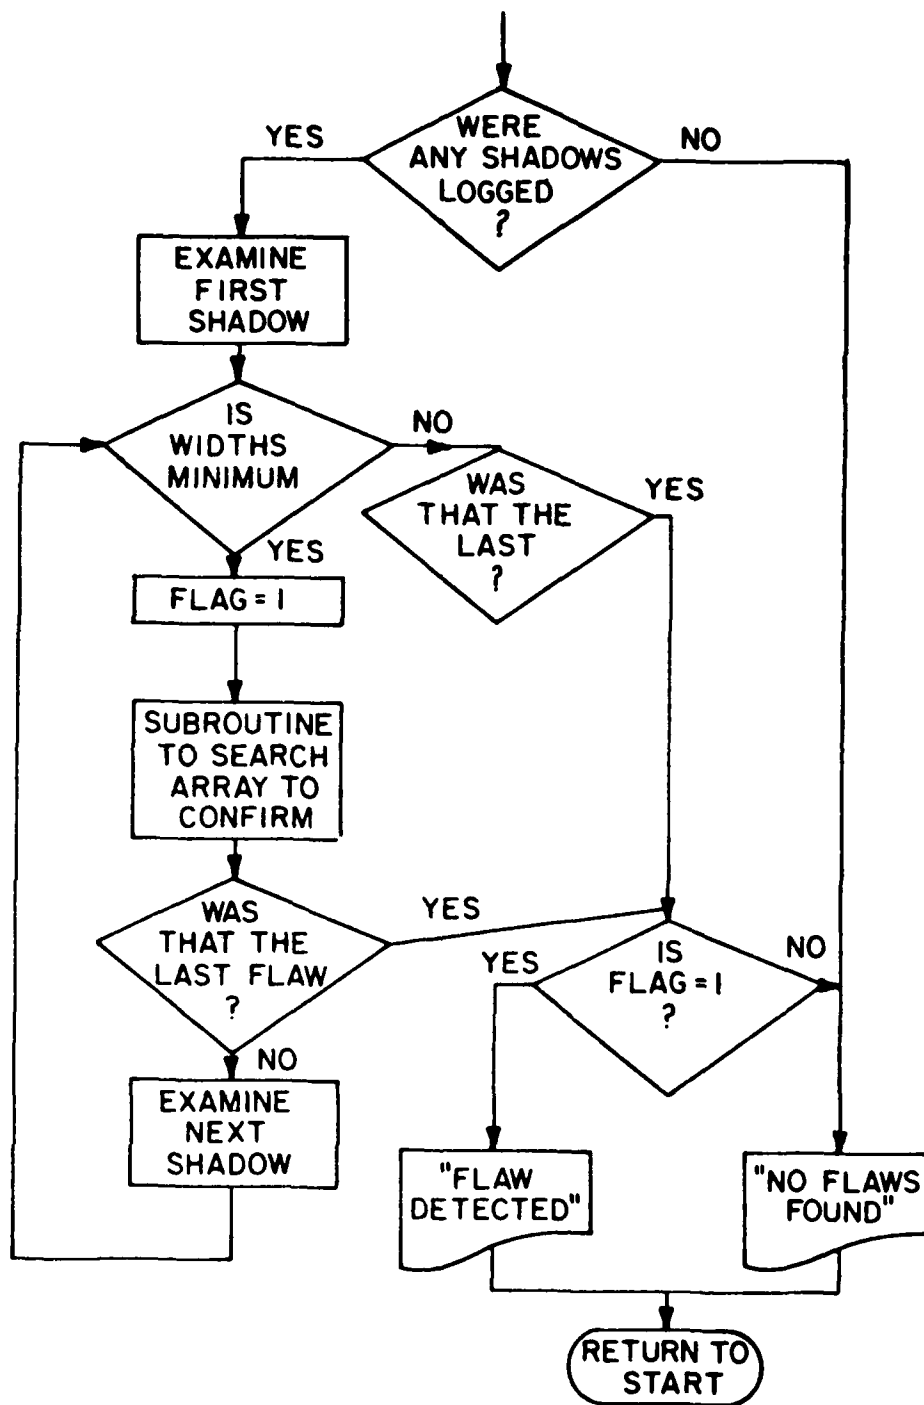 WERE
ANY SHADOWS
LOGGED
?
YES
NO
EXAMINE
FIRST
SHADOW
IS
WIDTHS
MINIMUM
NO
YES
WAS
THAT THE
LAST
?
YES
FLAG = 1
SUBROUTINE
TO SEARCH
ARRAY TO
CONFIRM
WAS
THAT THE
LAST FLAW
?
YES
NO
IS
FLAG = 1
?
YES
NO
EXAMINE
NEXT
SHADOW
"FLAW
DETECTED"
"NO FLAWS
FOUND"
RETURN TO
START